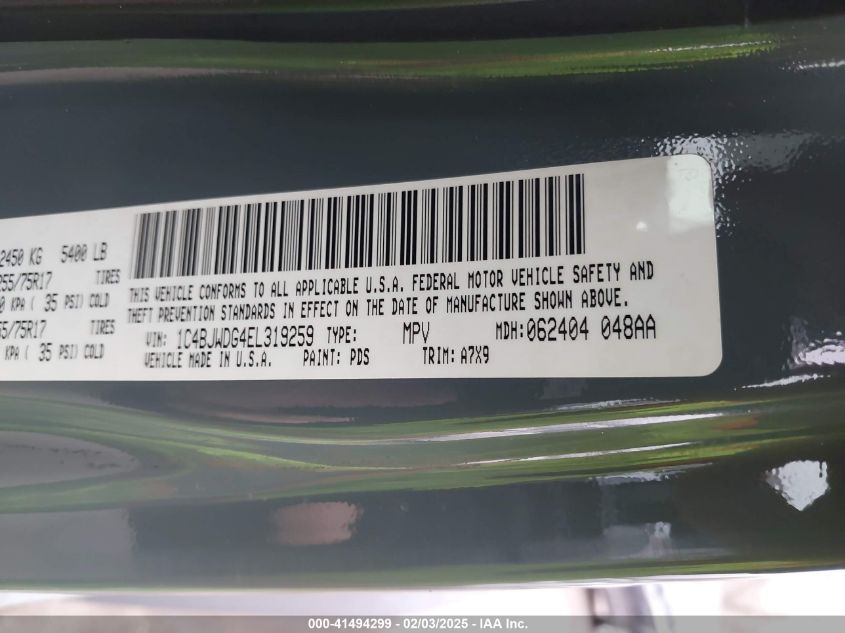 2450 KG 5400 LB
255/75R17 TIRES
0 KPA ( 35 PSI) COLD
55/75R17 TIRES
KPA ( 35 PSI) COLD
THIS VEHICLE CONFORMS TO ALL APPLICABLE U.S.A. FEDERAL MOTOR VEHICLE SAFETY AND
THEFT PREVENTION STANDARDS IN EFFECT ON THE DATE OF MANUFACTURE SHOWN ABOVE.
VIN: 1C4BJWDG4EL319259 TYPE: MPV MDH:062404 048AA
VEHICLE MADE IN U.S.A. PAINT: PDS TRIM: A7X9
000-41494299 - 02/03/2025 - IAA Inc.